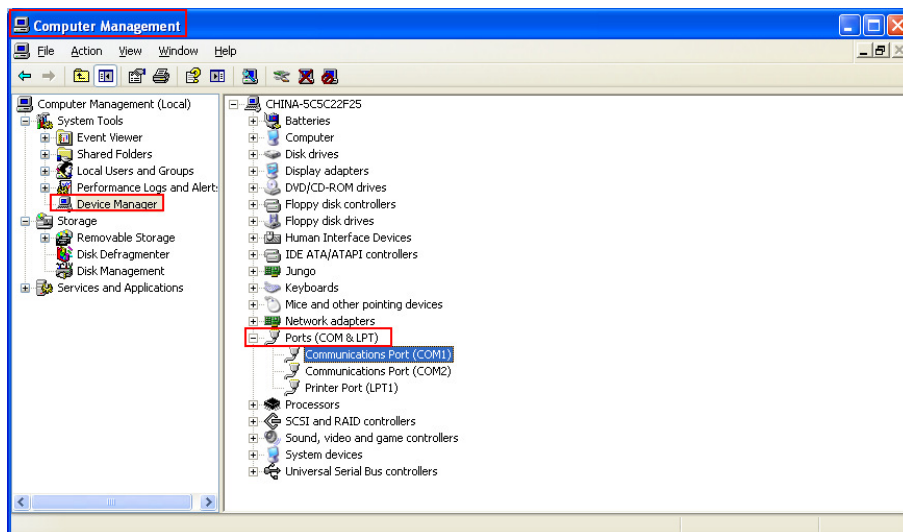 Computer Management
File Action View Window Help
Computer Management (Local)
System Tools
Event Viewer
Shared Folders
Local Users and Groups
Performance Logs and Alert:
Device Manager
Storage
Removable Storage
Disk Defragmenter
Disk Management
Services and Applications
CHINA-5C5C22F25
Batteries
Computer
Disk drives
Display adapters
DVD/CD-ROM drives
Floppy disk controllers
Floppy disk drives
Human Interface Devices
IDE ATA/ATAPI controllers
Jungo
Keyboards
Mice and other pointing devices
Network adapters
Ports (COM & LPT)
Communications Port (COM1)
Communications Port (COM2)
Printer Port (LPT1)
Processors
SCSI and RAID controllers
Sound, video and game controllers
System devices
Universal Serial Bus controllers